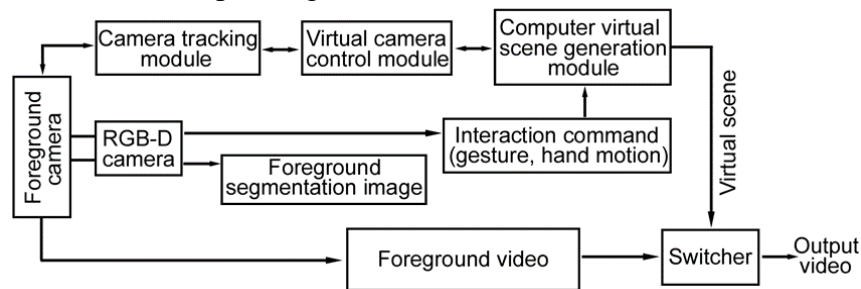 Camera tracking
module
Virtual camera
control module
Computer virtual
scene generation
module
Foreground
camera
RGB-D
camera
Interaction command
(gesture, hand motion)
Foreground
segmentation image
Virtual scene
Foreground video
Switcher
Output
video